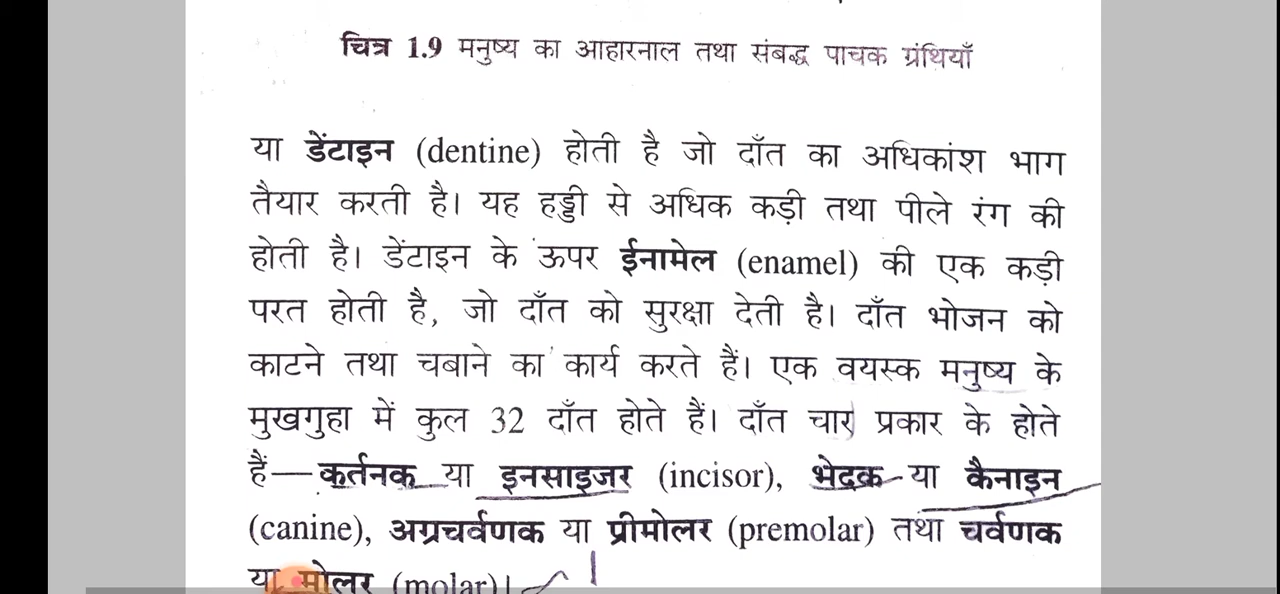 चित्र 1.9 मनुष्य का आहारनाल तथा संबद्ध पाचक ग्रंथियाँ
या डेंटाइन (dentine) होती है जो दाँत का अधिकांश भाग
तैयार करती है। यह हड्डी से अधिक कड़ी तथा पीले रंग की
होती है। डेंटाइन के ऊपर ईनामेल (enamel) की एक कड़ी
परत होती है, जो दाँत को सुरक्षा देती है। दाँत भोजन को
काटने तथा चबाने का कार्य करते हैं। एक वयस्क मनुष्य के
मुखगुहा में कुल 32 दाँत होते हैं। दाँत चार प्रकार के होते
हैं—कर्तनक या इनसाइजर (incisor), भेदक या कैनाइन
(canine), अग्रचर्वणक या प्रीमोलर (premolar) तथा चर्वणक
या मोलर (molar)।